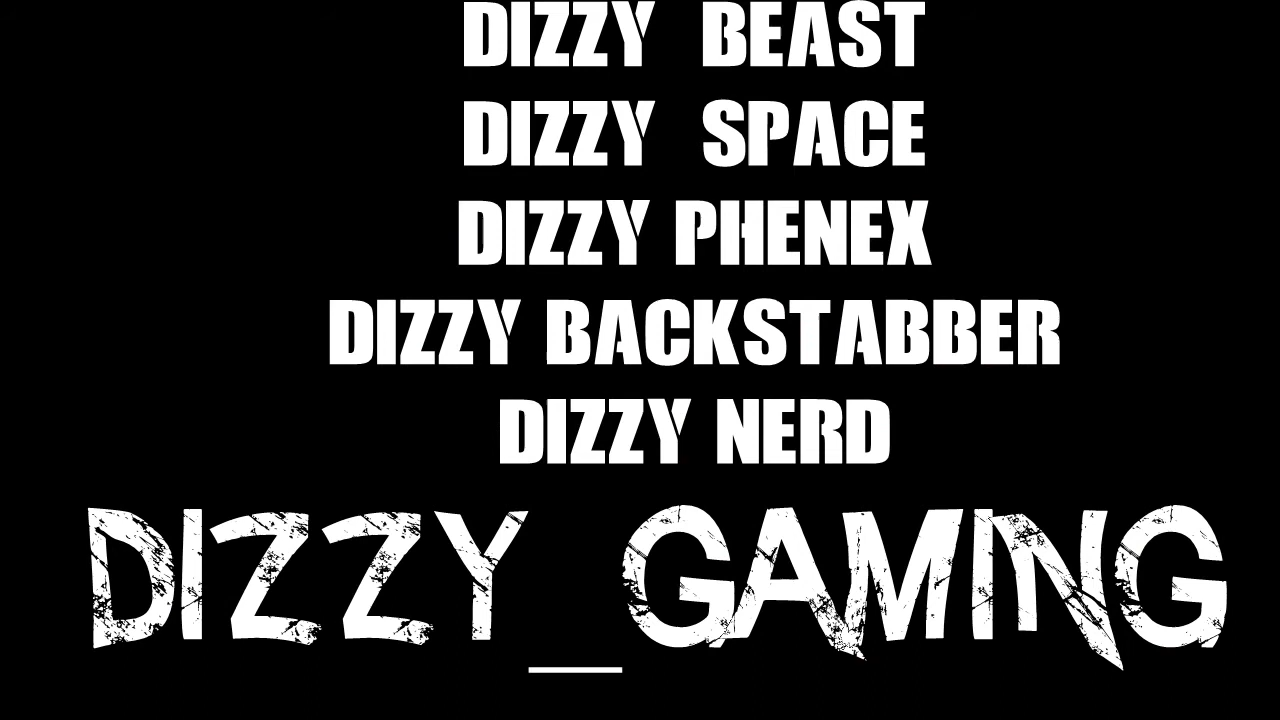 DIZZY BEAST
DIZZY SPACE
DIZZY PHENEX
DIZZY BACKSTABBER
DIZZY NERD
DIZZY_GAMING